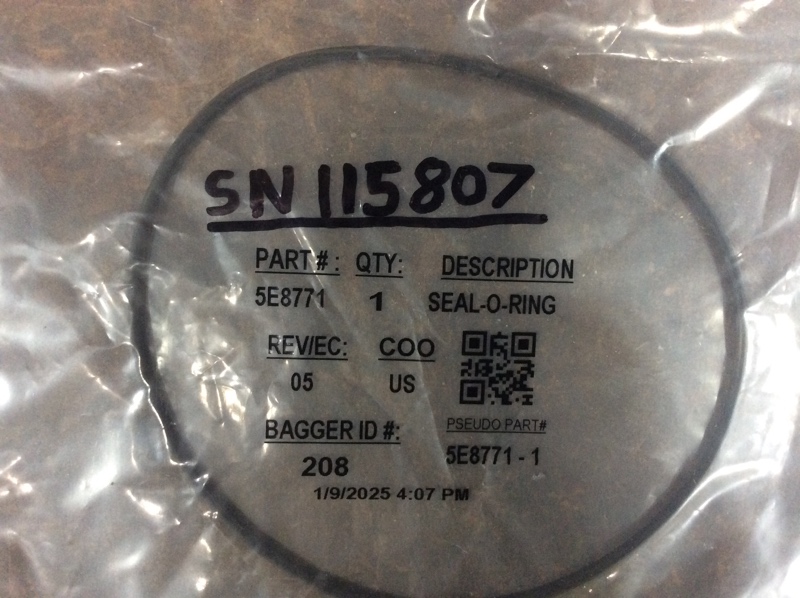 SN 115807
PART #: QTY: DESCRIPTION
5E8771 1 SEAL-O-RING
REV/EC: COO
05 US
BAGGER ID #: PSEUDO PART#
208 5E8771 - 1
1/9/2025 4:07 PM